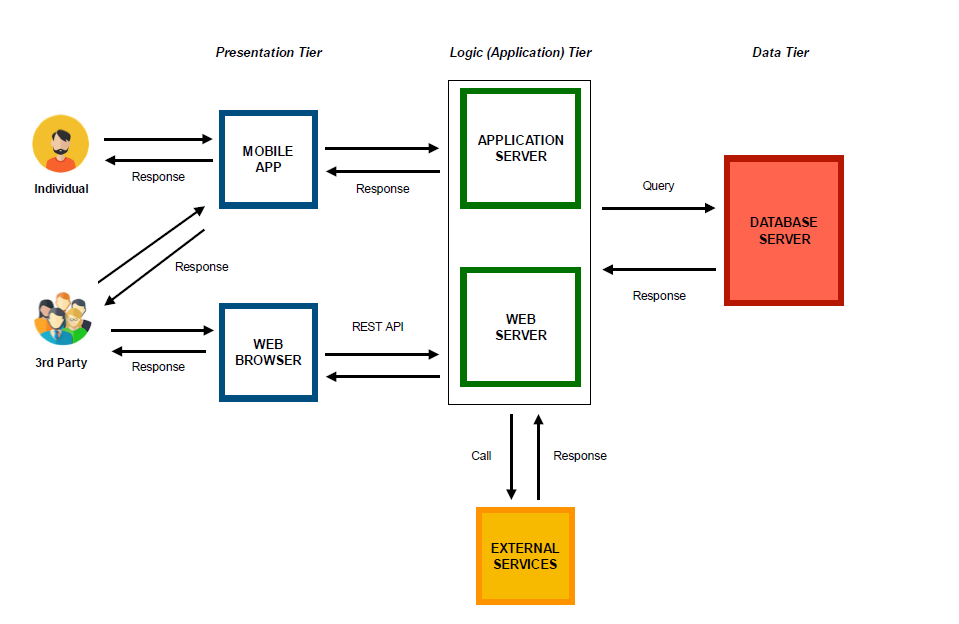 Presentation Tier
Logic (Application) Tier
Data Tier
Individual
Response
MOBILE
APP
Response
APPLICATION
SERVER
Query
DATABASE
SERVER
Response
Response
3rd Party
Response
WEB
BROWSER
REST API
WEB
SERVER
Call
Response
EXTERNAL
SERVICES